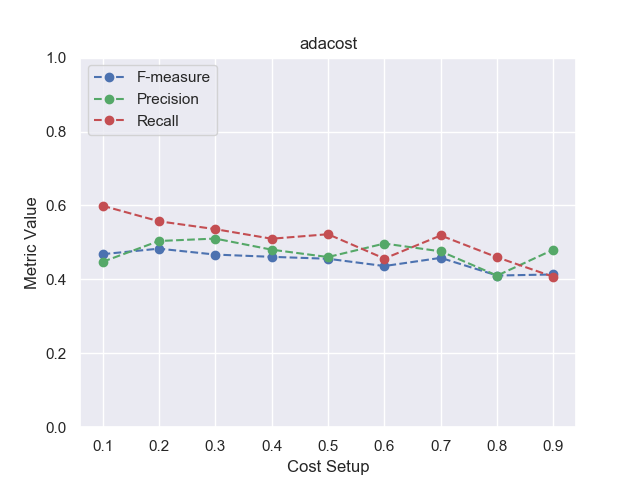 adacost
F-measure
Precision
Recall
Metric Value
1.0
0.8
0.6
0.4
0.2
0.0
0.1 0.2 0.3 0.4 0.5 0.6 0.7 0.8 0.9
Cost Setup